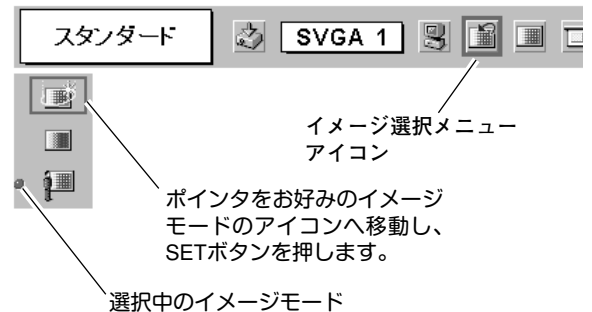 スタンダード
SVGA 1
イメージ選択メニュー
アイコン
ポインタをお好みのイメージ
モードのアイコンへ移動し、
SETボタンを押します。
選択中のイメージモード